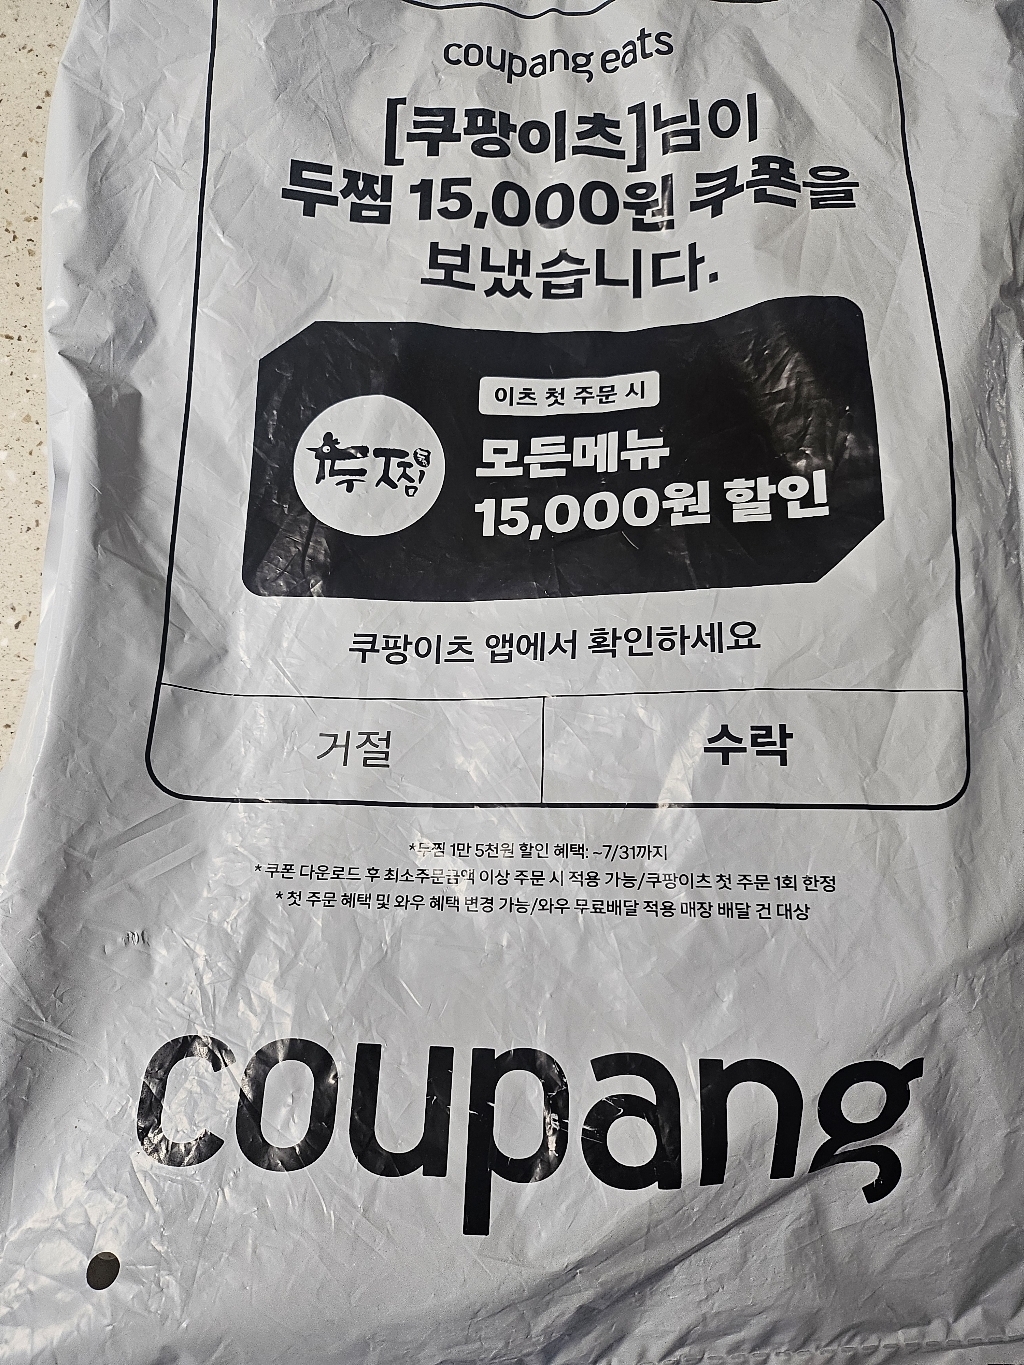 coupang eats
[쿠팡이츠]님이
두찜 15,000원 쿠폰을
보냈습니다.
이츠 첫 주문 시
두찜
모든메뉴
15,000원 할인
쿠팡이츠 앱에서 확인하세요
거절
수락
*두찜 1만 5천원 할인 혜택: ~7/31까지
* 쿠폰 다운로드 후 최소주문금액 이상 주문 시 적용 가능/쿠팡이츠 첫 주문 1회 한정
* 첫 주문 혜택 및 와우 혜택 변경 가능/와우 무료배달 적용 매장 배달 건 대상
coupang